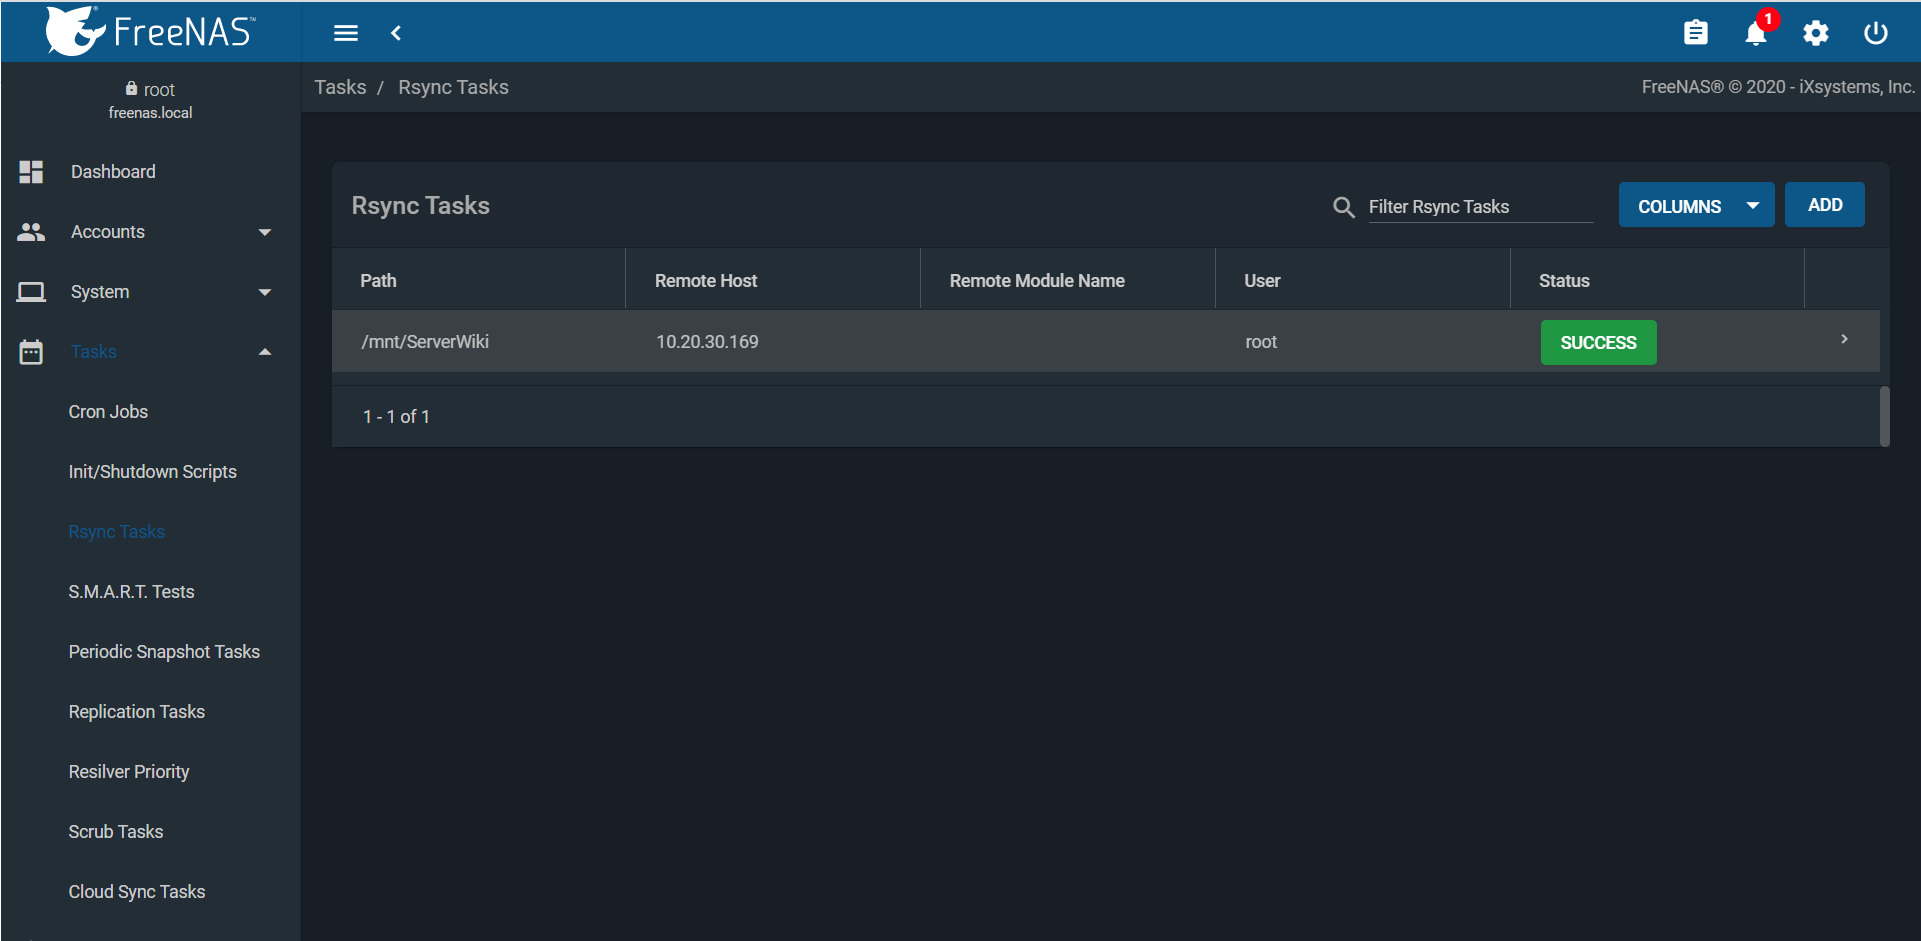 FreeNAS®™
1
root
freenas.local
Tasks / Rsync Tasks
FreeNAS® © 2020 - iXsystems, Inc.
Dashboard
Accounts
System
Tasks
Cron Jobs
Init/Shutdown Scripts
Rsync Tasks
S.M.A.R.T. Tests
Periodic Snapshot Tasks
Replication Tasks
Resilver Priority
Scrub Tasks
Cloud Sync Tasks
Rsync Tasks
Filter Rsync Tasks
COLUMNS
ADD
Path Remote Host Remote Module Name User Status
/mnt/ServerWiki 10.20.30.169 root SUCCESS
1 - 1 of 1